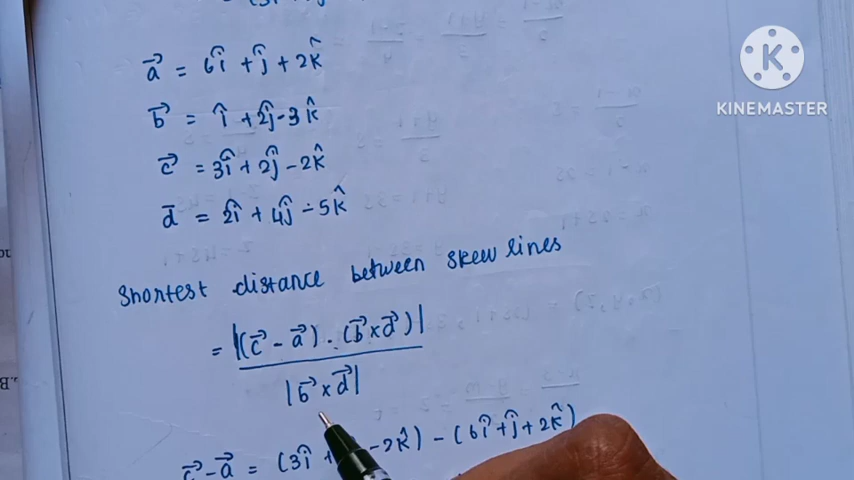 K
KINEMASTER
a⃗ = 6î + ĵ + 2k̂
b⃗ = î + 2ĵ - 3k̂
c⃗ = 3î + 2ĵ - 2k̂
d⃗ = 2î + 4ĵ - 5k̂
Shortest distance between skew lines
= |(c⃗ - a⃗) . (b⃗ x d⃗)|
|b⃗ x d⃗|
c⃗ - a⃗ = (3î + - 2k̂) - (6î + ĵ + 2k̂)